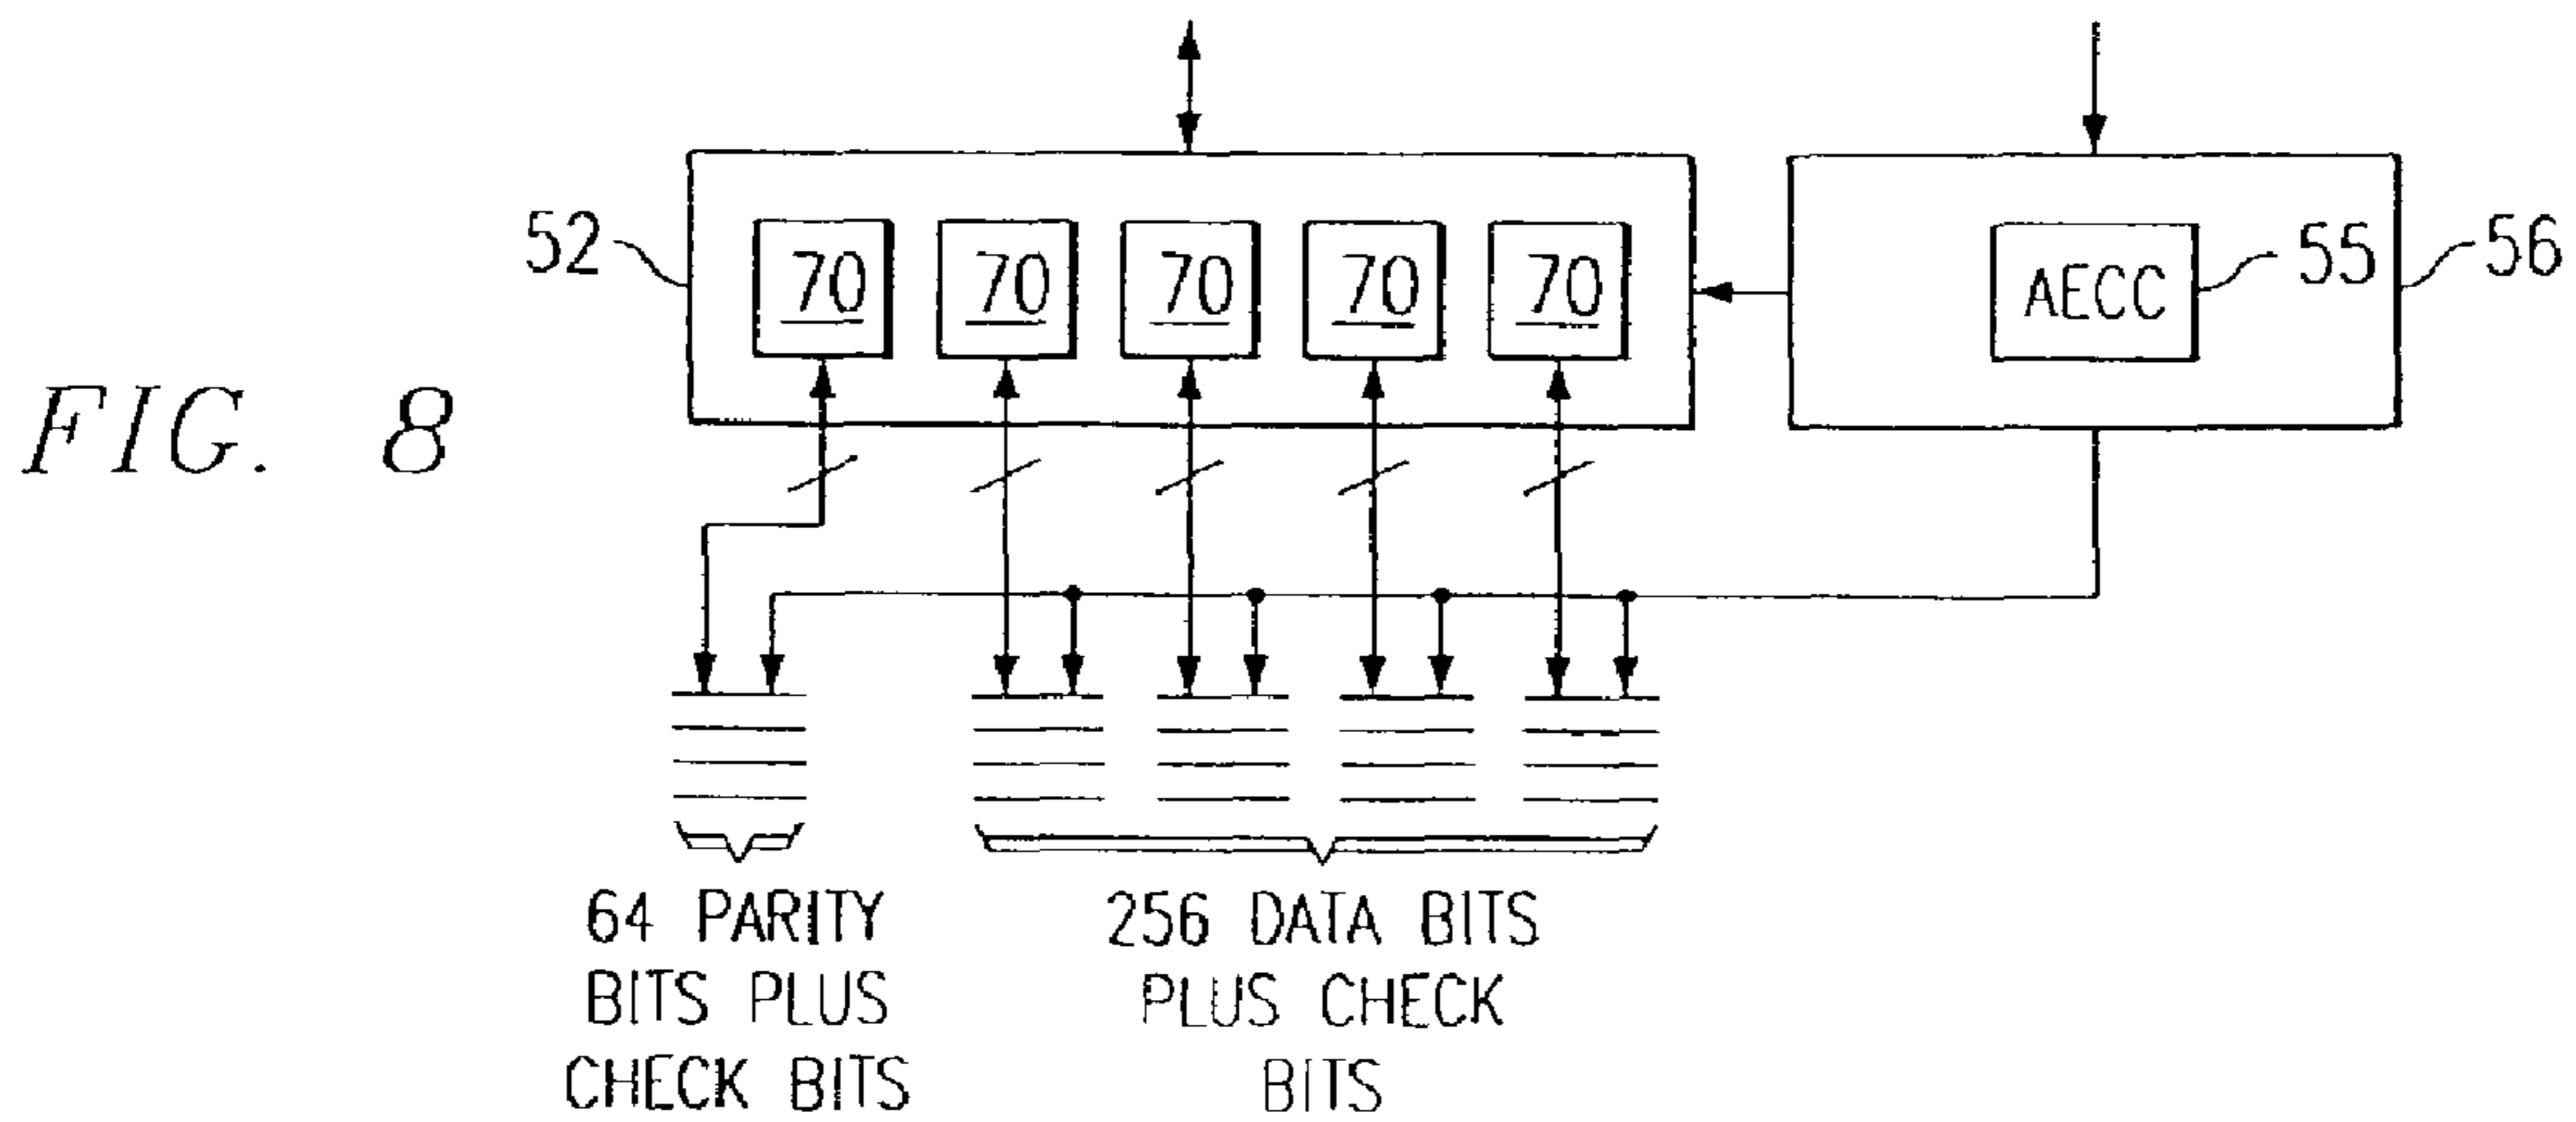 52
70 70 70 70 70
AECC
55
56
FIG. 8
64 PARITY
BITS PLUS
CHECK BITS
256 DATA BITS
PLUS CHECK
BITS